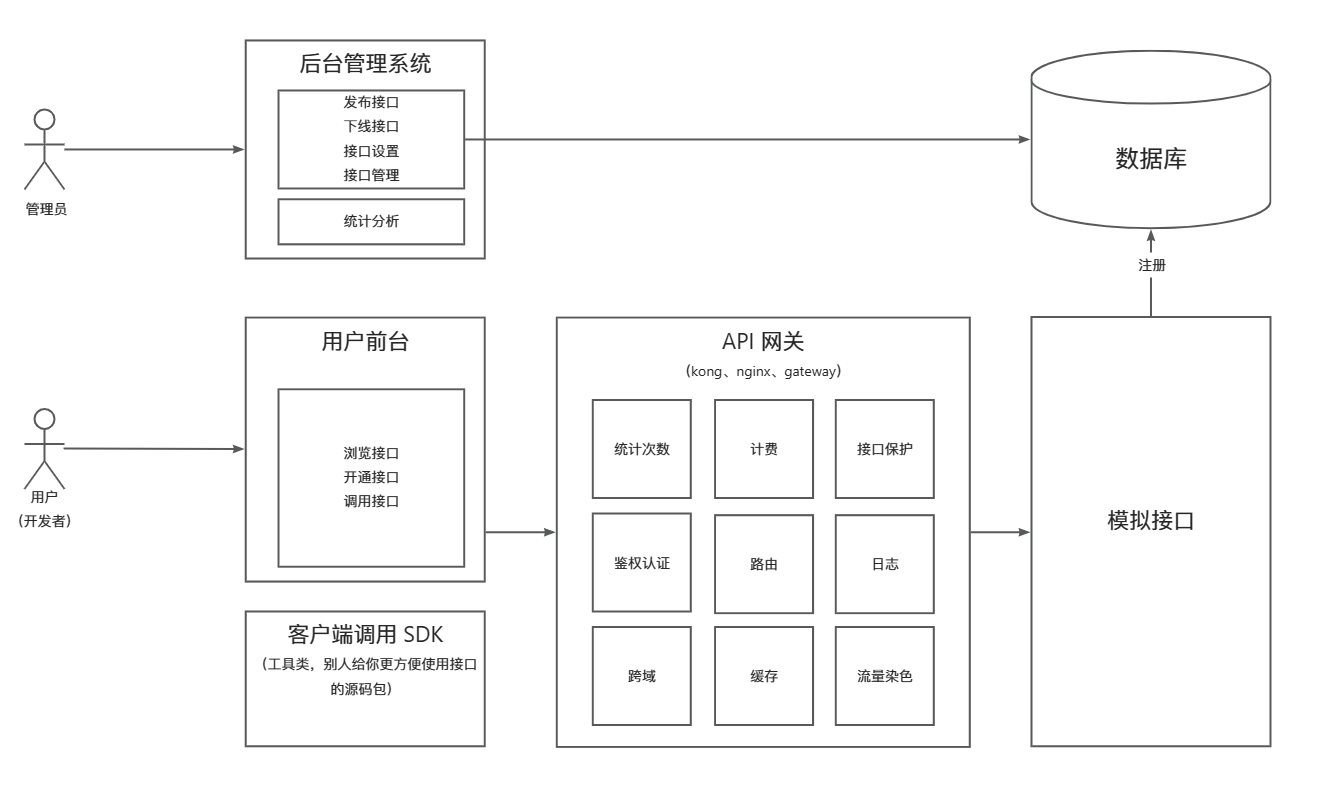 后台管理系统
发布接口
下线接口
接口设置
接口管理
统计分析
管理员
数据库
注册
用户前台
浏览接口
开通接口
调用接口
用户
(开发者)
客户端调用 SDK
(工具类，别人给你更方便使用接口
的源码包)
API 网关
(kong、nginx、gateway)
统计次数
计费
接口保护
鉴权认证
路由
日志
跨域
缓存
流量染色
模拟接口